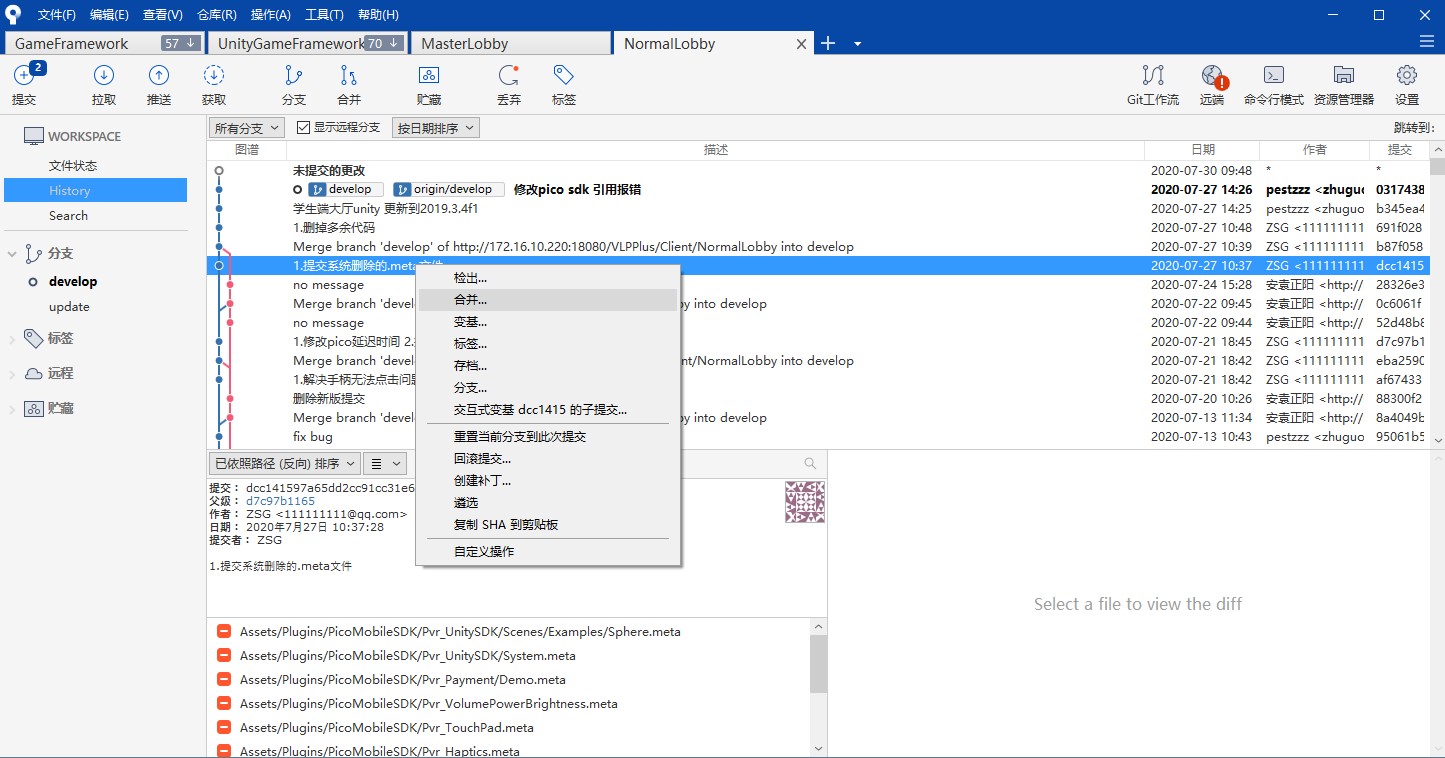 文件(F) 编辑(E) 查看(V) 仓库(R) 操作(A) 工具(T) 帮助(H)
GameFramework 57 UnityGameFramework 70 MasterLobby NormalLobby
2
提交 拉取 推送 获取 分支 合并 贮藏 丢弃 标签 Git工作流 远端 命令行模式 资源管理器 设置
WORKSPACE
文件状态
History
Search
分支
develop
update
标签
远程
贮藏
所有分支 显示远程分支 按日期排序 跳转到:
图谱 描述 日期 作者 提交
未提交的更改 2020-07-30 09:48 * *
develop origin/develop 修改pico sdk 引用报错 2020-07-27 14:26 pestzzz <zhuguo 0317438
学生端大厅unity 更新到2019.3.4f1 2020-07-27 14:25 pestzzz <zhuguo b345ea4
1.删掉多余代码 2020-07-27 10:48 ZSG <111111111 691f028
Merge branch 'develop' of http://172.16.10.220:18080/VLPPlus/Client/NormalLobby into develop 2020-07-27 10:39 ZSG <111111111 b87f058
1.提交系统删除的.meta文件 2020-07-27 10:37 ZSG <111111111 dcc1415
no message 2020-07-24 15:28 安袁正阳 <http:// 28326e3
Merge branch 'devel by into develop 2020-07-22 09:45 安袁正阳 <http:// 0c6061f
no message 2020-07-22 09:44 安袁正阳 <http:// 52d48b8
1.修改pico延迟时间 2. 2020-07-21 18:45 ZSG <111111111 d7c97b1
Merge branch 'devel nt/NormalLobby into develop 2020-07-21 18:42 ZSG <111111111 eba2590
1.解决手柄无法点击问题 2020-07-21 18:42 ZSG <111111111 af67433
删除新版提交 2020-07-20 10:26 安袁正阳 <http:// 88300f2
Merge branch 'devel by into develop 2020-07-13 11:34 安袁正阳 <http:// 8a4049b
fix bug 2020-07-13 10:43 pestzzz <zhuguo 95061b5
检出...
合并...
变基...
标签...
存档...
分支...
交互式变基 dcc1415 的子提交...
重置当前分支到此次提交
回滚提交...
创建补丁...
遴选
复制 SHA 到剪贴板
自定义操作
已依照路径 (反向) 排序
提交: dcc141597a65dd2cc91cc31e6
父级: d7c97b1165
作者: ZSG <111111111@qq.com>
日期: 2020年7月27日 10:37:28
提交者: ZSG
1.提交系统删除的.meta文件
Assets/Plugins/PicoMobileSDK/Pvr_UnitySDK/Scenes/Examples/Sphere.meta
Assets/Plugins/PicoMobileSDK/Pvr_UnitySDK/System.meta
Assets/Plugins/PicoMobileSDK/Pvr_Payment/Demo.meta
Assets/Plugins/PicoMobileSDK/Pvr_VolumePowerBrightness.meta
Assets/Plugins/PicoMobileSDK/Pvr_TouchPad.meta
Assets/Plugins/PicoMobileSDK/Pvr_Haptics.meta
Select a file to view the diff